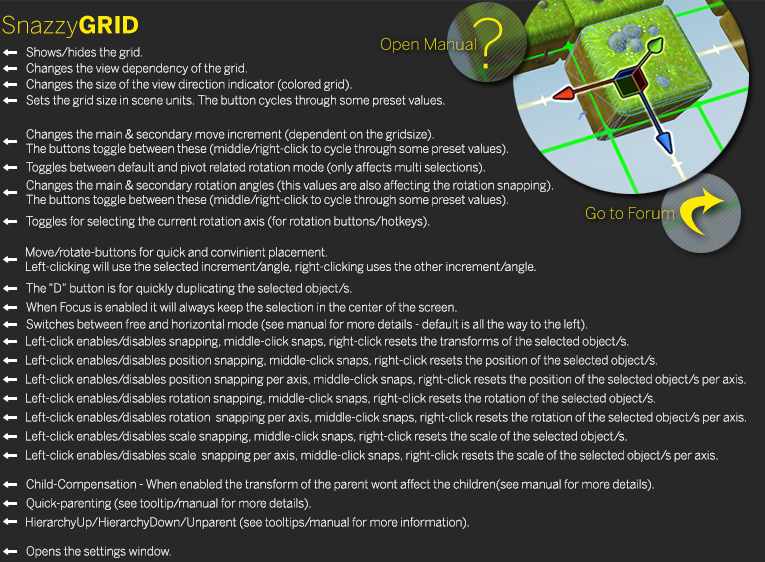 SnazzyGRID
Open Manual
?
Shows/hides the grid.
Changes the view dependency of the grid.
Changes the size of the view direction indicator (colored grid).
Sets the grid size in scene units. The button cycles through some preset values.
Changes the main & secondary move increment (dependent on the gridsize).
The buttons toggle between these (middle/right-click to cycle through some preset values).
Toggles between default and pivot related rotation mode (only affects multi selections).
Changes the main & secondary rotation angles (this values are also affecting the rotation snapping).
The buttons toggle between these (middle/right-click to cycle through some preset values).
Go to Forum
Toggles for selecting the current rotation axis (for rotation buttons/hotkeys).
Move/rotate-buttons for quick and convinient placement.
Left-clicking will use the selected increment/angle, right-clicking uses the other increment/angle.
The "D" button is for quickly duplicating the selected object/s.
When Focus is enabled it will always keep the selection in the center of the screen.
Switches between free and horizontal mode (see manual for more details - default is all the way to the left).
Left-click enables/disables snapping, middle-click snaps, right-click resets the transforms of the selected object/s.
Left-click enables/disables position snapping, middle-click snaps, right-click resets the position of the selected object/s.
Left-click enables/disables position snapping per axis, middle-click snaps, right-click resets the position of the selected object/s per axis.
Left-click enables/disables rotation snapping, middle-click snaps, right-click resets the rotation of the selected object/s.
Left-click enables/disables rotation snapping per axis, middle-click snaps, right-click resets the rotation of the selected object/s per axis.
Left-click enables/disables scale snapping, middle-click snaps, right-click resets the scale of the selected object/s.
Left-click enables/disables scale snapping per axis, middle-click snaps, right-click resets the scale of the selected object/s per axis.
Child-Compensation - When enabled the transform of the parent wont affect the children(see manual for more details).
Quick-parenting (see tooltip/manual for more details).
HierarchyUp/HierarchyDown/Unparent (see tooltips/manual for more information).
Opens the settings window.